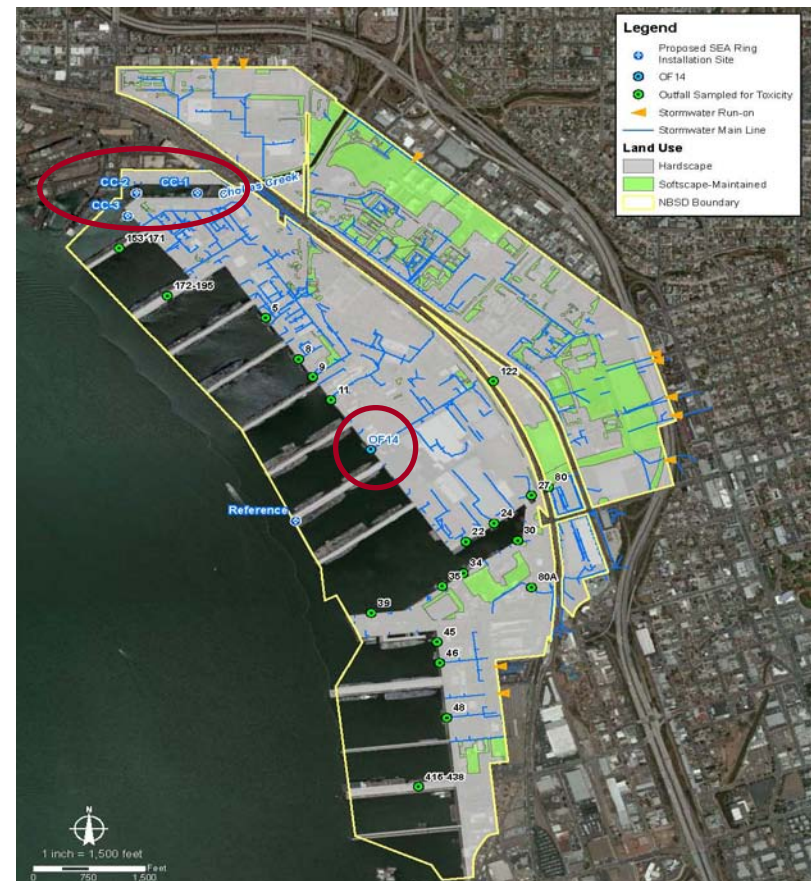 Legend
Proposed SEA Ring
Installation Site
OF14
Outfall Sampled for Toxicity
Stormwater Run-on
Stormwater Main Line
Land Use
Hardscape
Softscape-Maintained
NBSD Boundary
CC-2
CC-1
Chollas Creek
CC-3
153-171
172-195
5
8
9
11
122
OF14
80
27
Reference
24
22
30
34
35
80A
39
45
46
48
416-438
N
1 inch = 1,500 feet
Feet
0 750 1,500